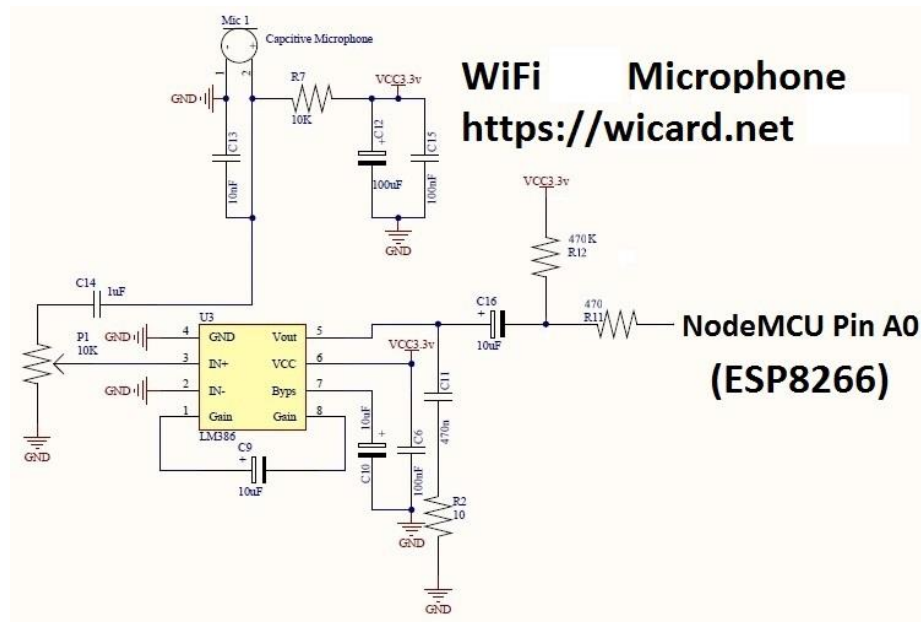 Mic 1
Capcitive Microphone
- +
1 2
GND
R7
10K
VCC3.3v
C13
10nF
C12
+
100uF
C15
100nF
GND
WiFi Microphone
https://wicard.net
VCC3.3v
470K
R12
C14
1uF
P1
10K
GND
U3
GND 4 GND Vout 5
3 IN+ VCC 6
GND 2 IN- Byps 7
1 Gain Gain 8
LM386
C9
+
10uF
VCC3.3v
C16
+
10uF
470
R11
NodeMCU Pin A0
(ESP8266)
10uF
+
C10
C6
100nF
GND
C11
470n
R2
10
GND